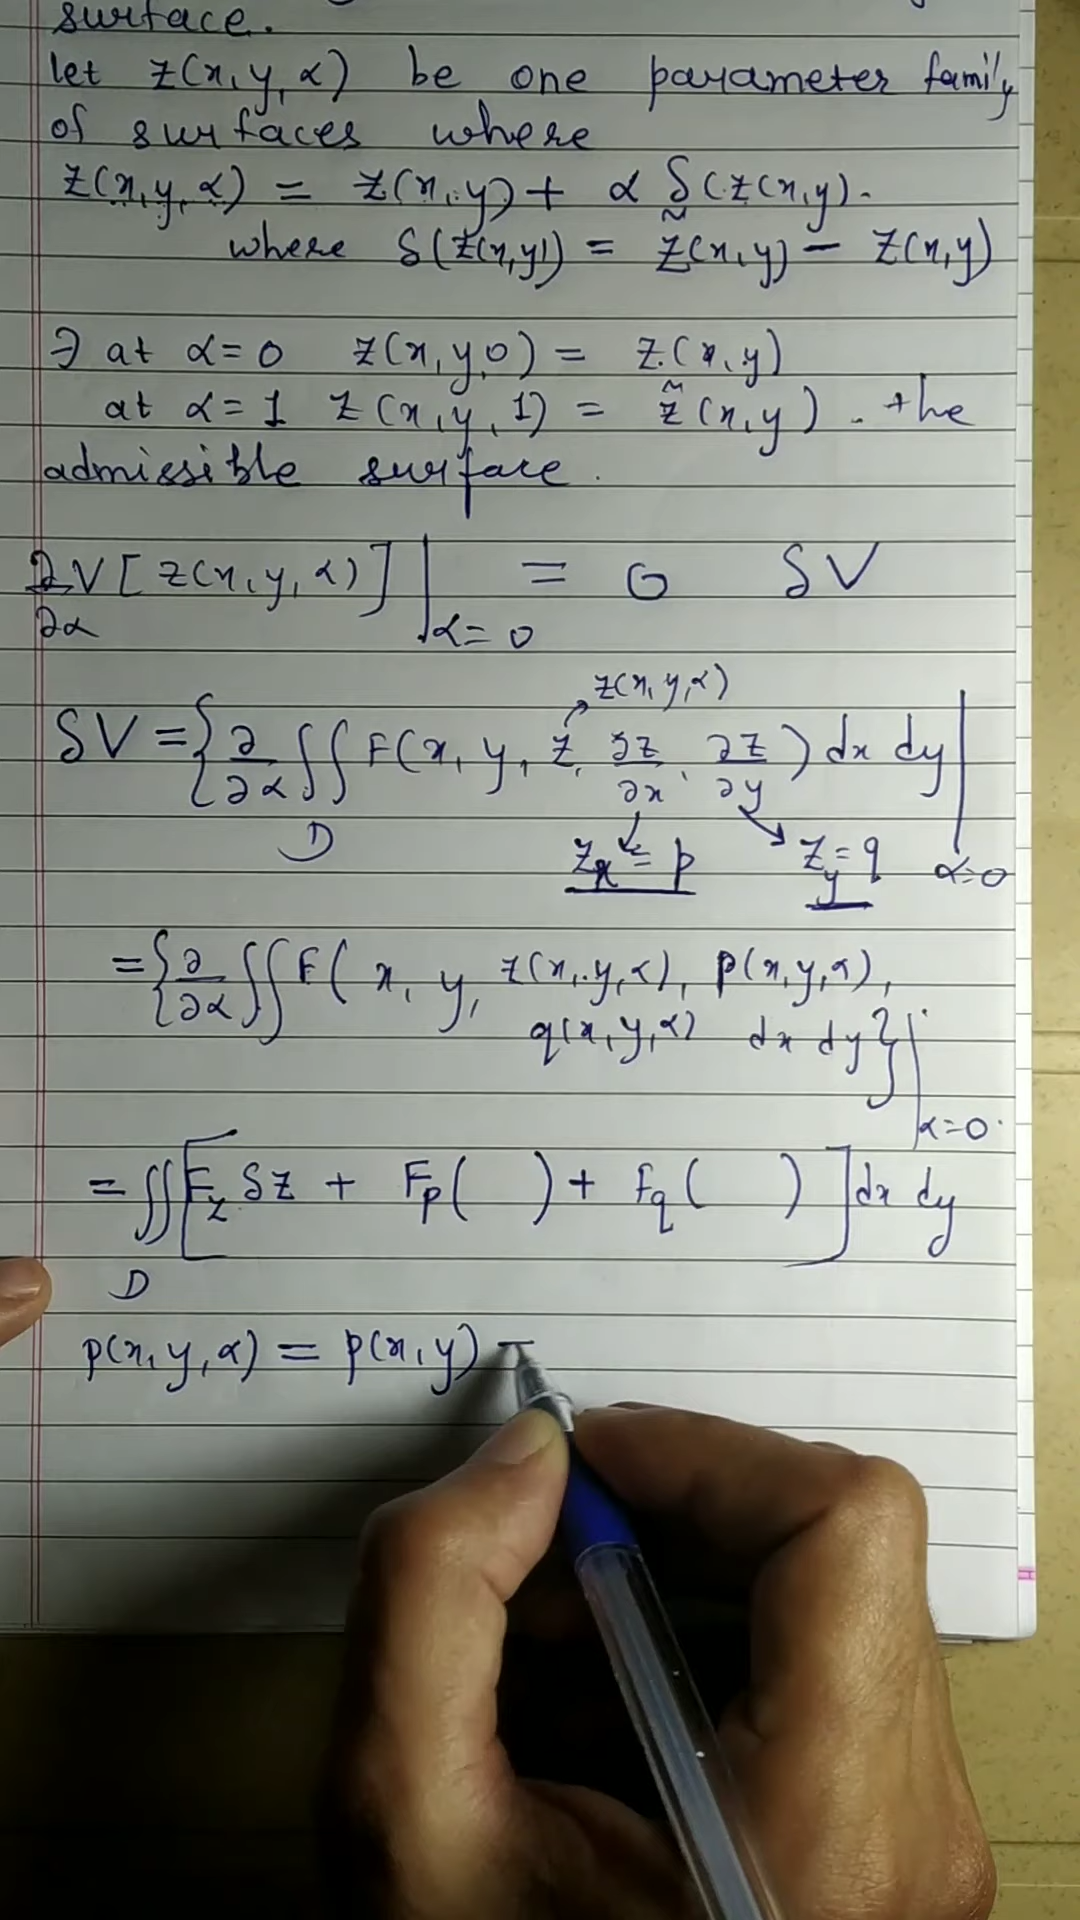 surface.
let z(x, y, α) be one parameter family
of surfaces where
z(x, y, α) = z(x, y) + α δ(z(x, y).
where δ(z(x, y)) = z̃(x, y) − z(x, y)
∋ at α = 0 z(x, y, 0) = z(x, y)
at α = 1 z(x, y, 1) = z̃(x, y). the
admissible surface.
∂V[z(x, y, α)]/∂α |α=0 = 0 δV
z(x, y, α)
δV = {∂/∂α ∬D F(x, y, z, ∂z/∂x, ∂z/∂y) dx dy |α=0
zx = p zy = q
= {∂/∂α ∬ F(x, y, z(x, y, α), p(x, y, α),
q(x, y, α) dx dy}|α=0
= ∬D [Fz δz + Fp( ) + Fq( )] dx dy
p(x, y, α) = p(x, y)